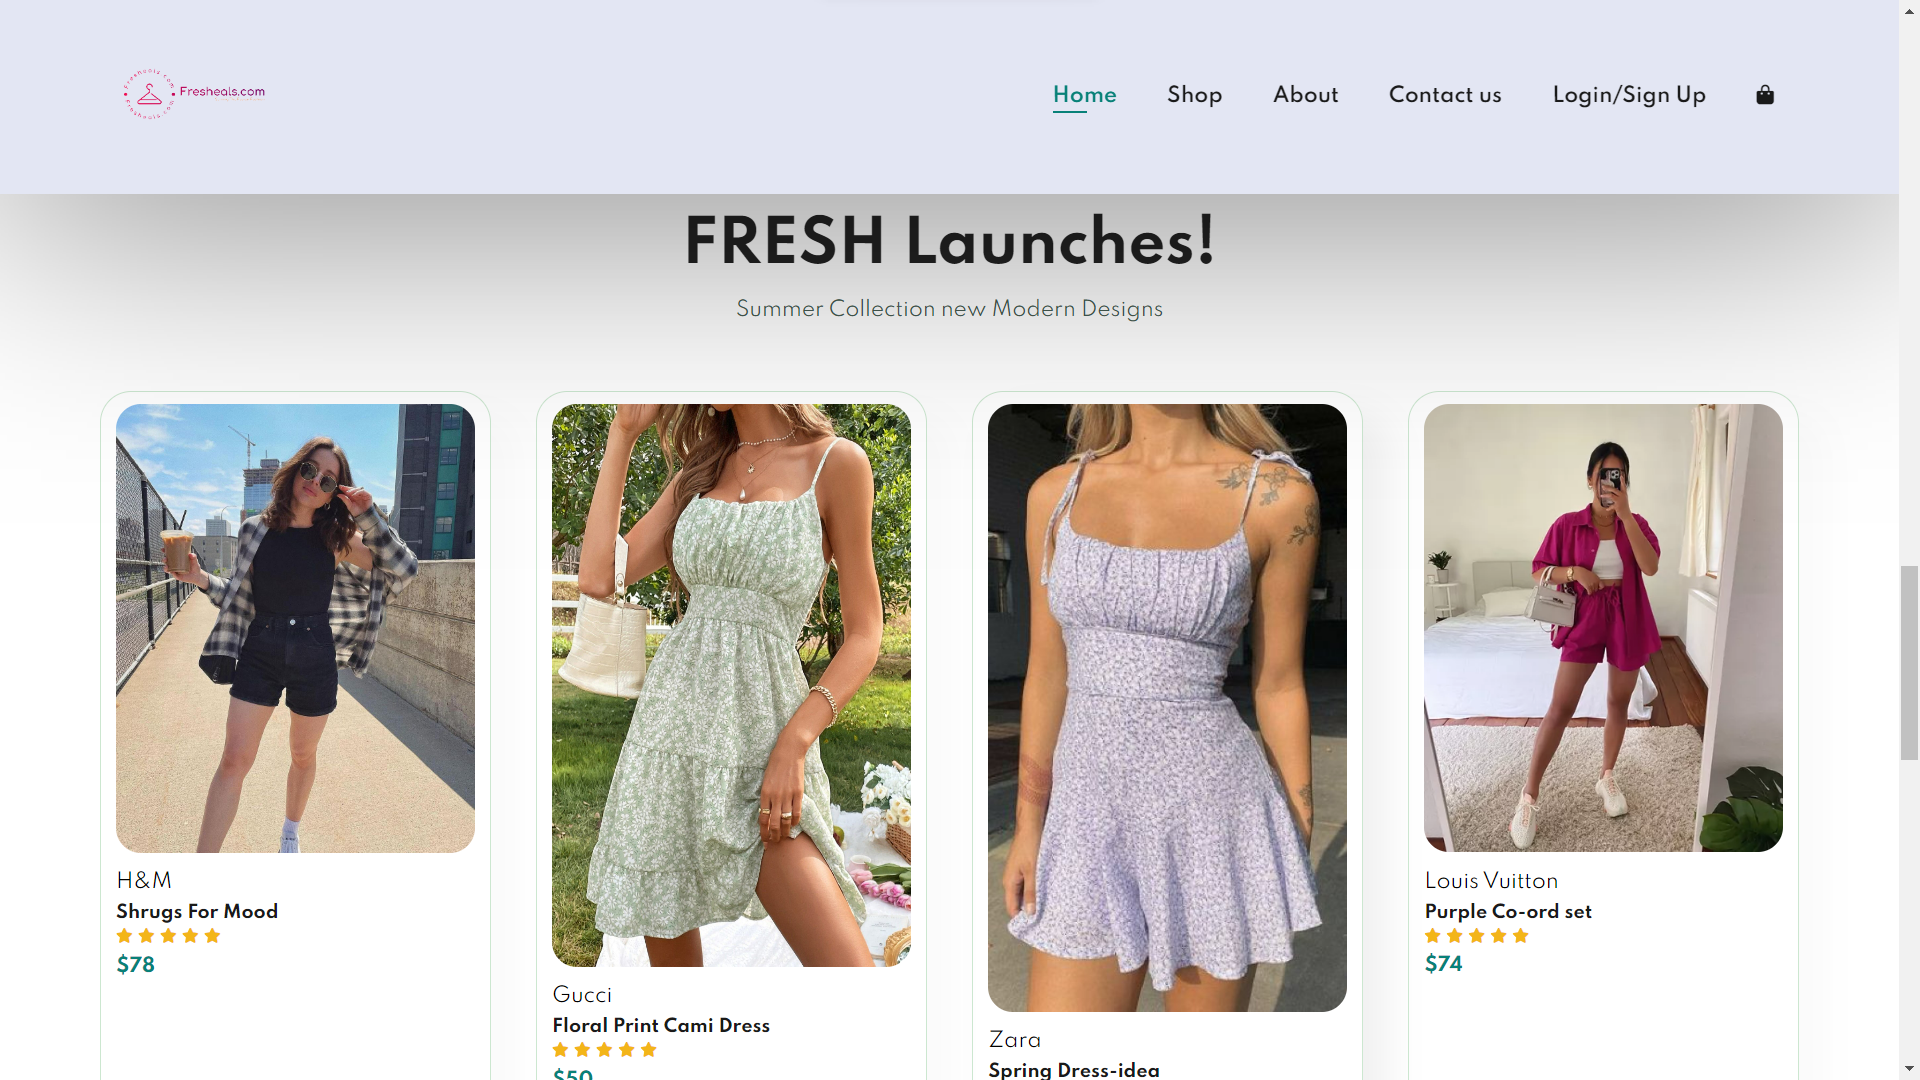 Fresheals.com
Home
Shop
About
Contact us
Login/Sign Up
FRESH Launches!
Summer Collection new Modern Designs
H&M
Shrugs For Mood
$78
Gucci
Floral Print Cami Dress
$50
Zara
Spring Dress-idea
Louis Vuitton
Purple Co-ord set
$74